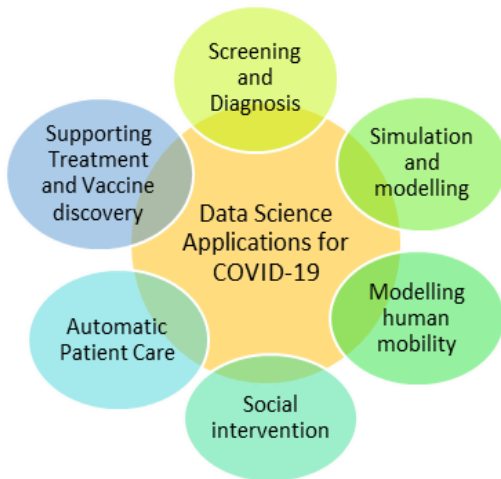 Screening
and
Diagnosis
Supporting
Treatment
and Vaccine
discovery
Simulation
and
modelling
Data Science
Applications for
COVID-19
Automatic
Patient Care
Modelling
human
mobility
Social
intervention